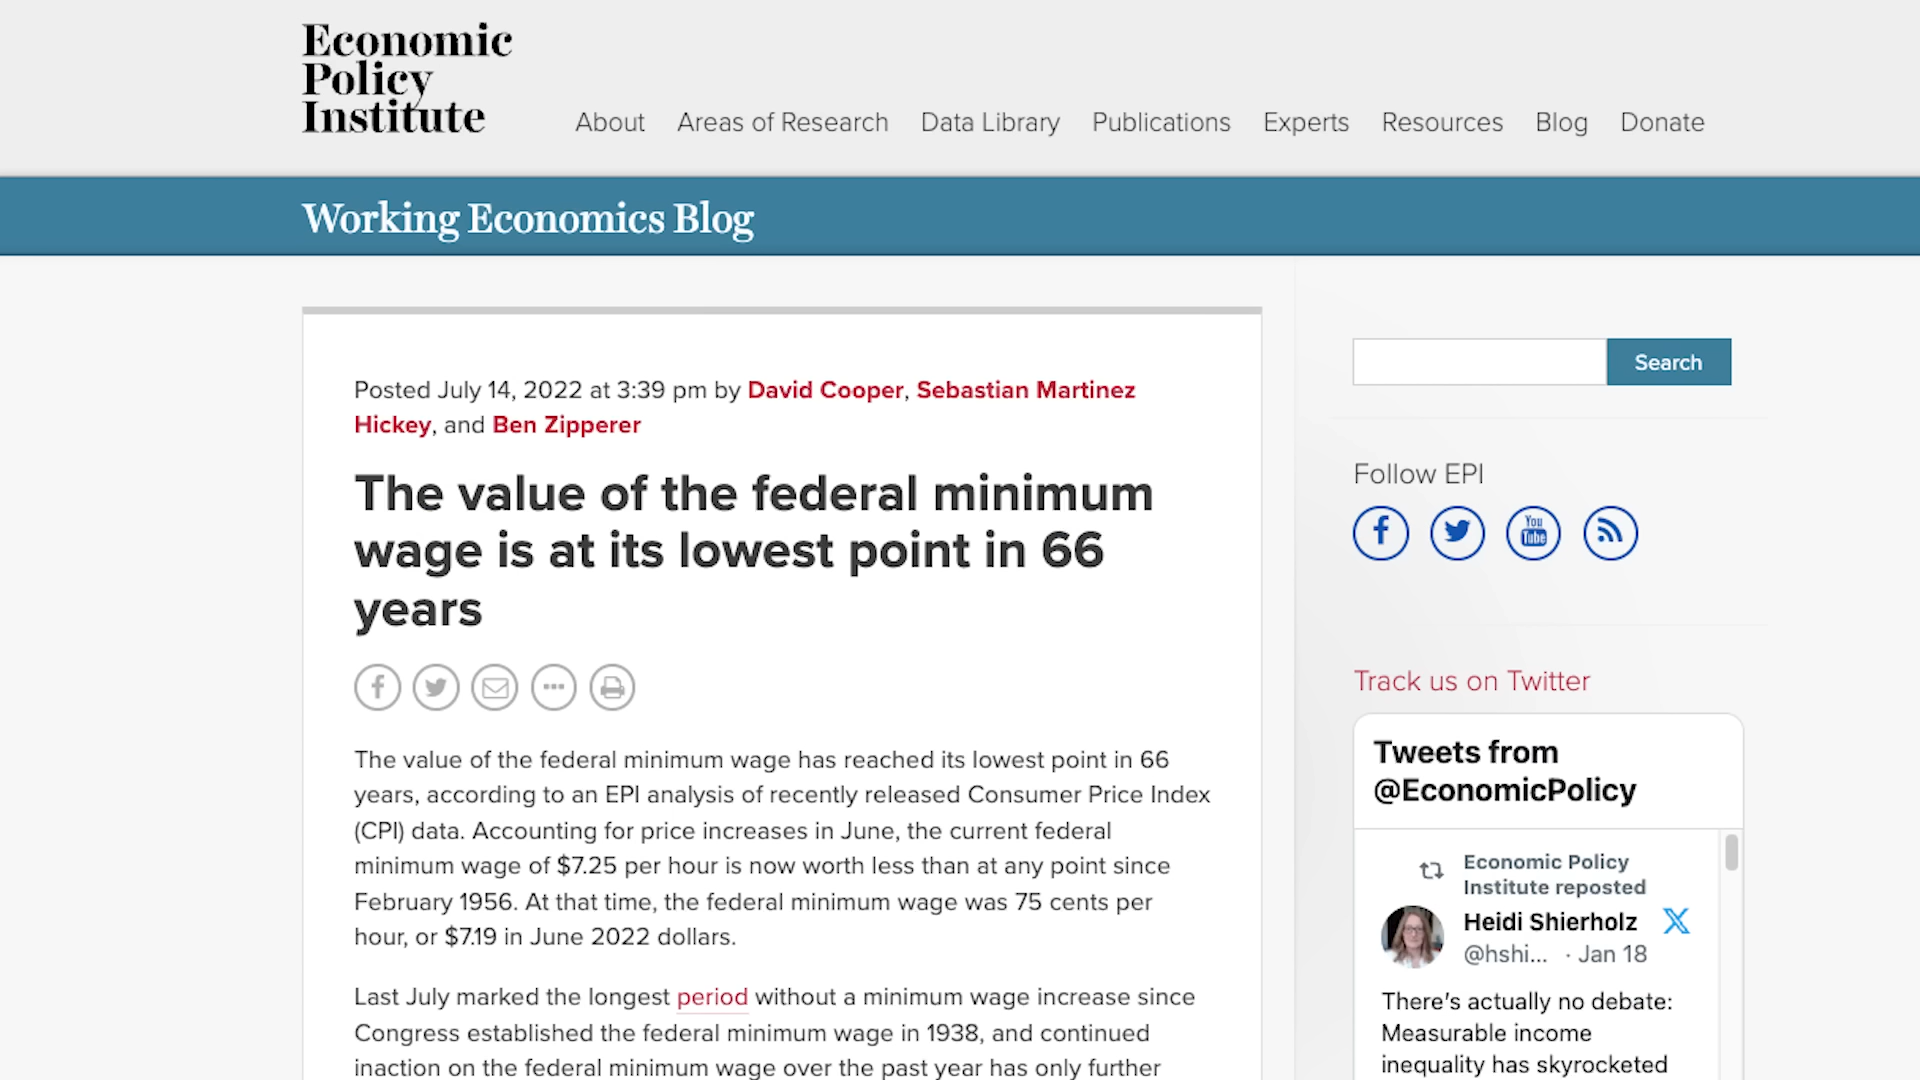 Economic
Policy
Institute
About
Areas of Research
Data Library
Publications
Experts
Resources
Blog
Donate
Working Economics Blog
Posted July 14, 2022 at 3:39 pm by David Cooper, Sebastian Martinez
Hickey, and Ben Zipperer
The value of the federal minimum
wage is at its lowest point in 66
years
The value of the federal minimum wage has reached its lowest point in 66
years, according to an EPI analysis of recently released Consumer Price Index
(CPI) data. Accounting for price increases in June, the current federal
minimum wage of $7.25 per hour is now worth less than at any point since
February 1956. At that time, the federal minimum wage was 75 cents per
hour, or $7.19 in June 2022 dollars.
Last July marked the longest period without a minimum wage increase since
Congress established the federal minimum wage in 1938, and continued
inaction on the federal minimum wage over the past year has only further
Search
Follow EPI
You
Tube
Track us on Twitter
Tweets from
@EconomicPolicy
Economic Policy
Institute reposted
Heidi Shierholz
@hshi... · Jan 18
There's actually no debate:
Measurable income
inequality has skyrocketed